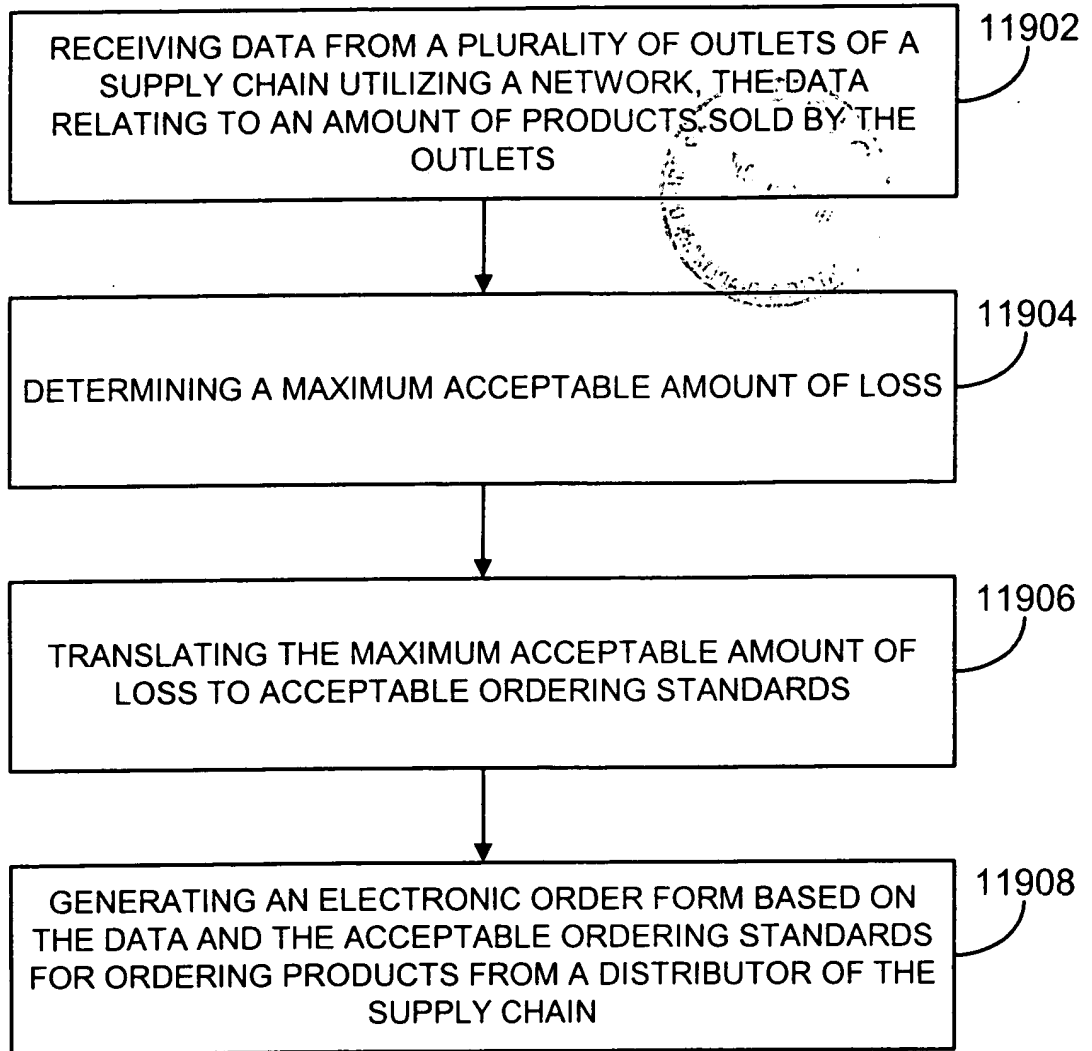 RECEIVING DATA FROM A PLURALITY OF OUTLETS OF A
SUPPLY CHAIN UTILIZING A NETWORK, THE DATA
RELATING TO AN AMOUNT OF PRODUCTS SOLD BY THE
OUTLETS
11902
DETERMINING A MAXIMUM ACCEPTABLE AMOUNT OF LOSS
11904
TRANSLATING THE MAXIMUM ACCEPTABLE AMOUNT OF
LOSS TO ACCEPTABLE ORDERING STANDARDS
11906
GENERATING AN ELECTRONIC ORDER FORM BASED ON
THE DATA AND THE ACCEPTABLE ORDERING STANDARDS
FOR ORDERING PRODUCTS FROM A DISTRIBUTOR OF THE
SUPPLY CHAIN
11908